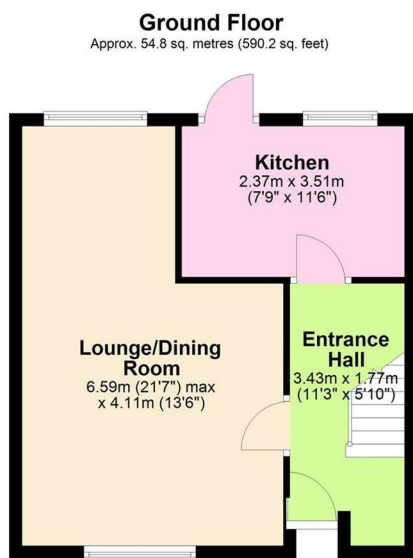 Ground Floor
Approx. 54.8 sq. metres (590.2 sq. feet)
Kitchen
2.37m x 3.51m
(7'9" x 11'6")
Lounge/Dining
Room
6.59m (21'7") max
x 4.11m (13'6")
Entrance
Hall
3.43m x 1.77m
(11'3" x 5'10")